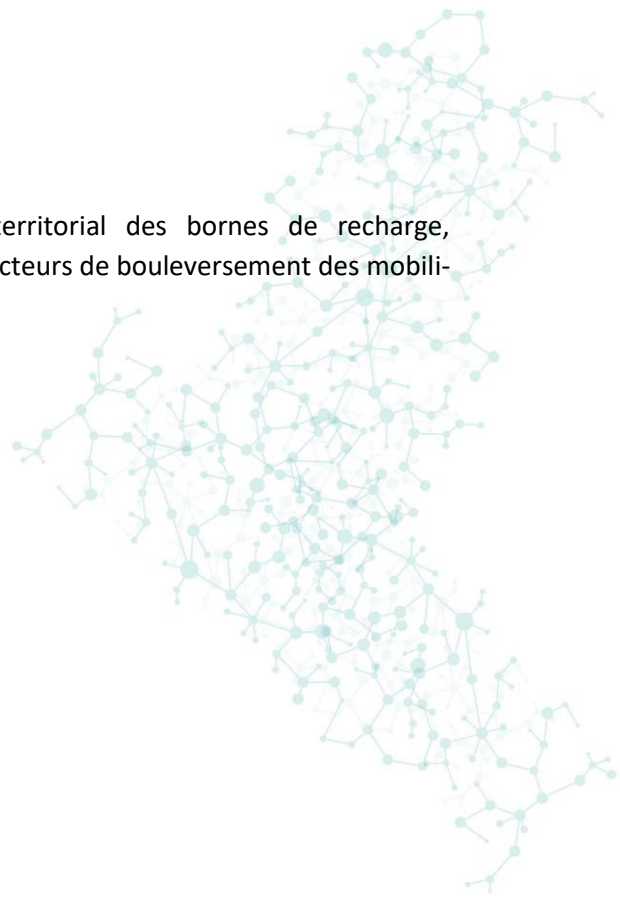 territorial des bornes de recharge,
cteurs de bouleversement des mobili-